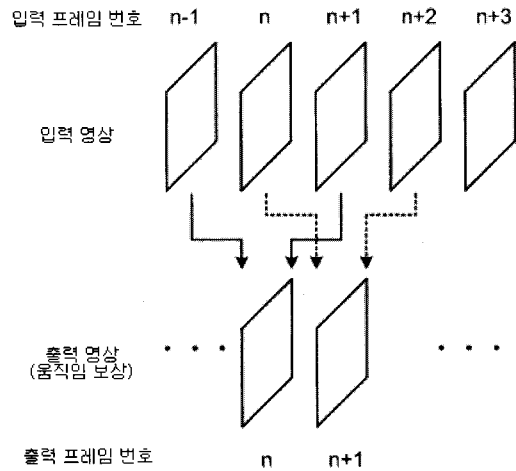 입력 프레임 번호 n-1 n n+1 n+2 n+3
입력 영상
출력 영상
(움직임 보상)
출력 프레임 번호 n n+1